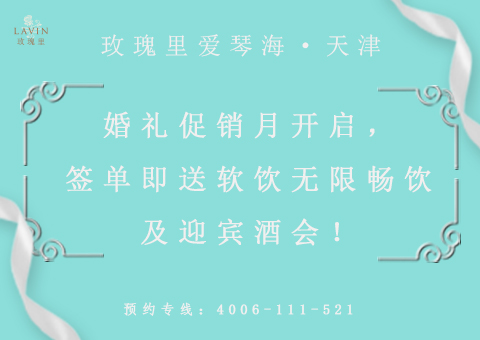 LAVIN
玫瑰里
玫瑰里爱琴海·天津
婚礼促销月开启，
签单即送软饮无限畅饮
及迎宾酒会！
预约专线：4006-111-521